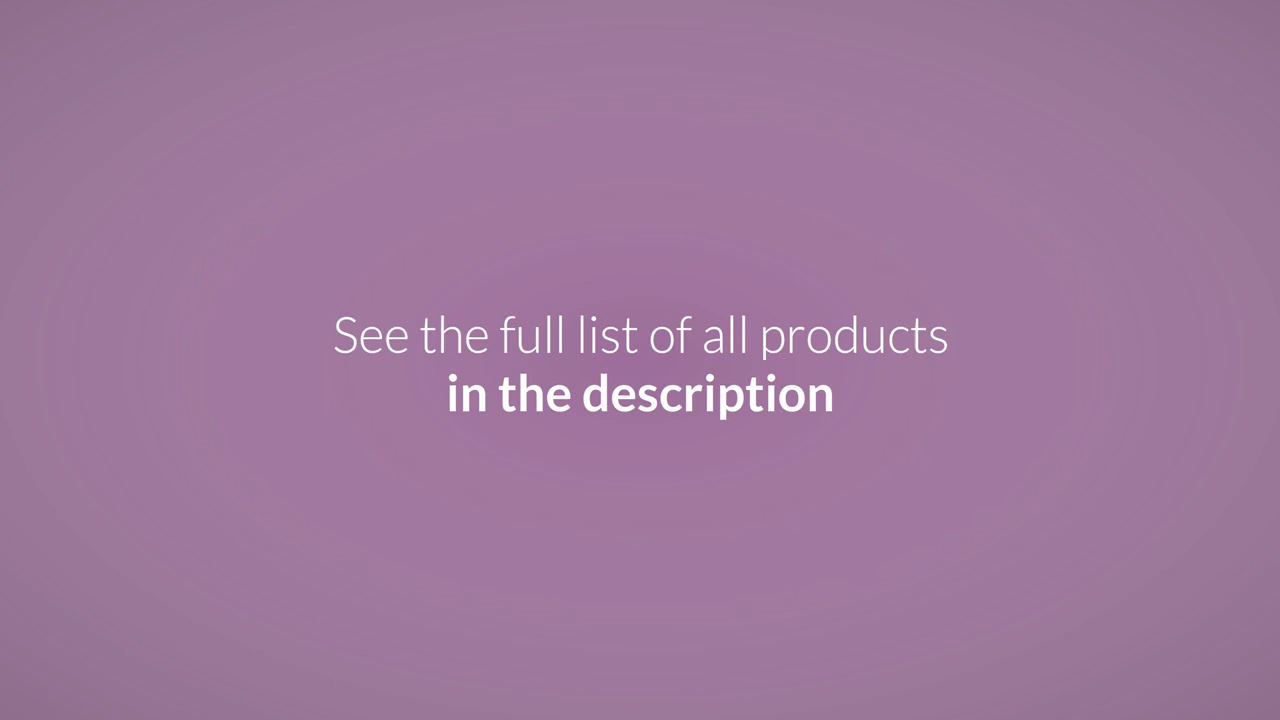 See the full list of all products
in the description